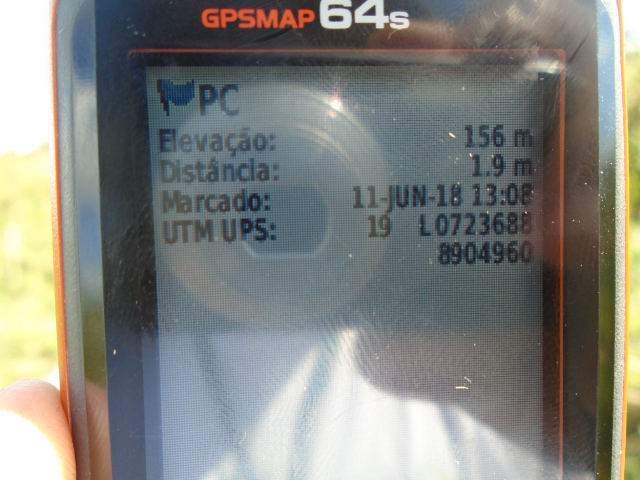 GPSMAP 64s
PC
Elevação: 156 m
Distância: 1.9 m
Marcado: 11-JUN-18 13:08
UTM UPS: 19 L 0723688
8904960